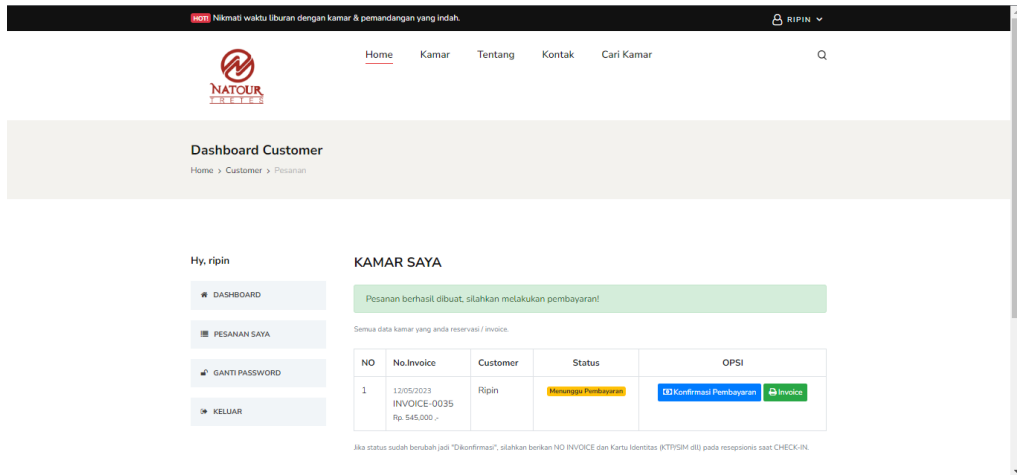 HOT! Nikmati waktu liburan dengan kamar & pemandangan yang indah.
RIPIN
NATOUR
TRETES
Home Kamar Tentang Kontak Cari Kamar
Dashboard Customer
Home > Customer > Pesanan
Hy, ripin
DASHBOARD
PESANAN SAYA
GANTI PASSWORD
KELUAR
KAMAR SAYA
Pesanan berhasil dibuat, silahkan melakukan pembayaran!
Semua data kamar yang anda reservasi / invoice.
NO No.Invoice Customer Status OPSI
1 12/05/2023 Ripin Menunggu Pembayaran Konfirmasi Pembayaran Invoice
INVOICE-0035
Rp. 545,000 ,-
Jika status sudah berubah jadi "Dikonfirmasi", silahkan berikan NO INVOICE dan Kartu Identitas (KTP/SIM dll) pada resepsionis saat CHECK-IN.